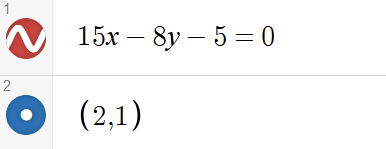 1
15x − 8y − 5 = 0
2
(2,1)